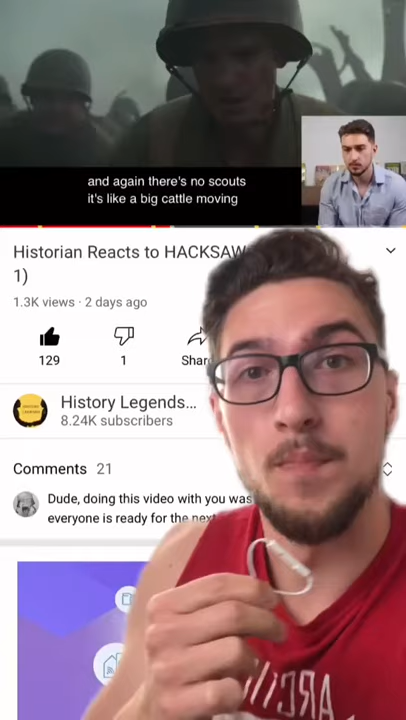 and again there's no scouts
it's like a big cattle moving
Historian Reacts to HACKSAW
1)
1.3K views · 2 days ago
129
1
Shar
History Legends...
8.24K subscribers
Comments 21
Dude, doing this video with you was
everyone is ready for the next
ARCTIC